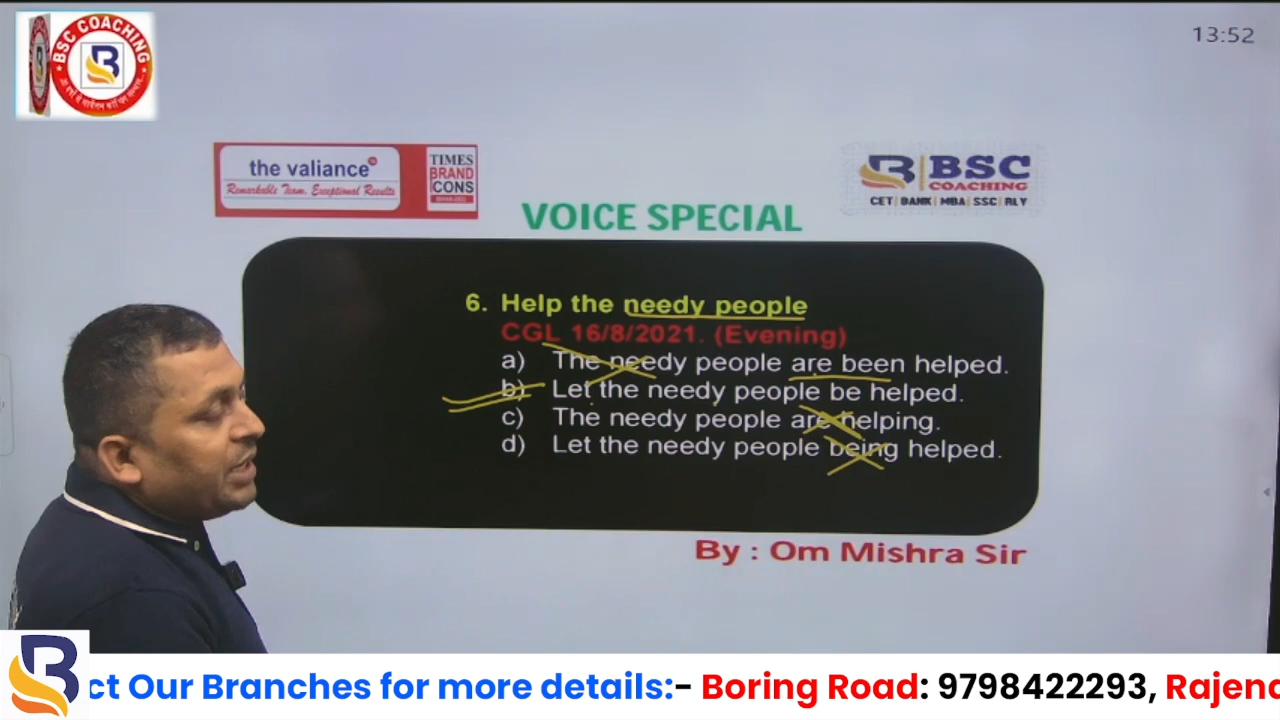 BSC COACHING
13:52
the valiance
Remarkable Team, Exceptional Results
TIMES
BRAND
ICONS
BSC
COACHING
CET | BANK | MBA | SSC | RLY
VOICE SPECIAL
6. Help the needy people
CGL 16/8/2021. (Evening)
a) The needy people are been helped.
b) Let the needy people be helped.
c) The needy people are helping.
d) Let the needy people being helped.
By : Om Mishra Sir
ct Our Branches for more details:- Boring Road: 9798422293, Rajend